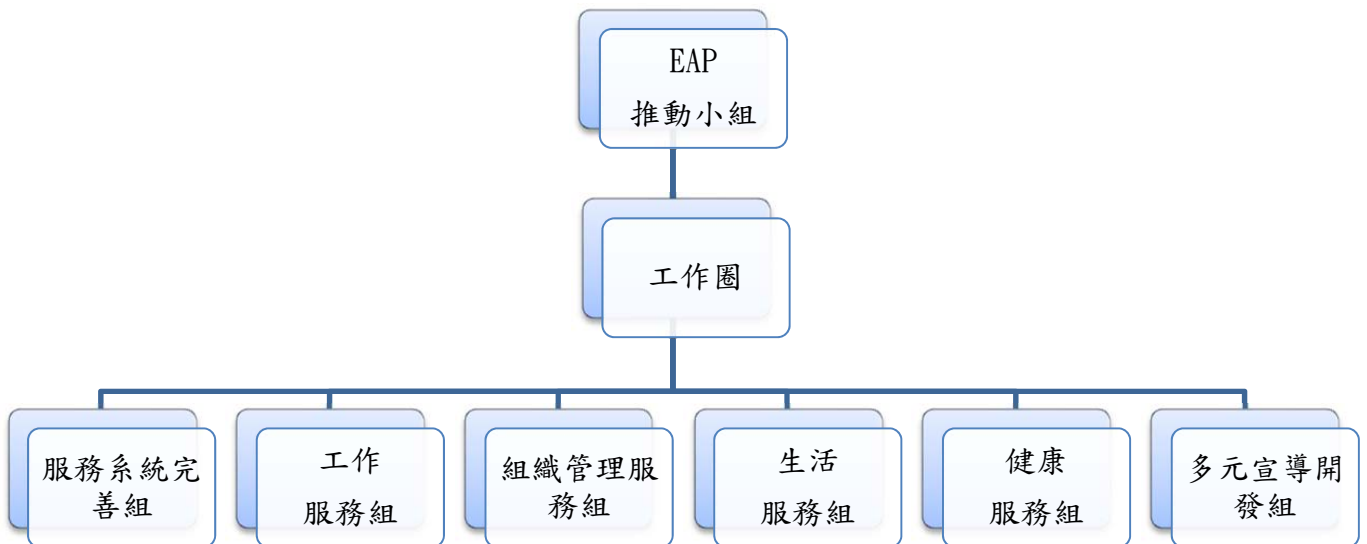 EAP
推動小組
工作圈
服務系統完
善組
工作
服務組
組織管理服
務組
生活
服務組
健康
服務組
多元宣導開
發組